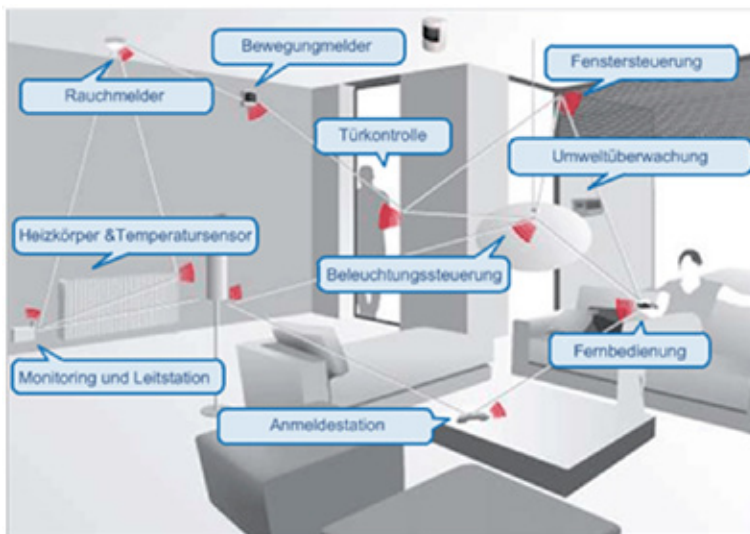 Bewegungmelder
Fenstersteuerung
Rauchmelder
Türkontrolle
Umweltüberwachung
Heizkörper &Temperatursensor
Beleuchtungssteuerung
Fernbedienung
Monitoring und Leitstation
Anmeldestation